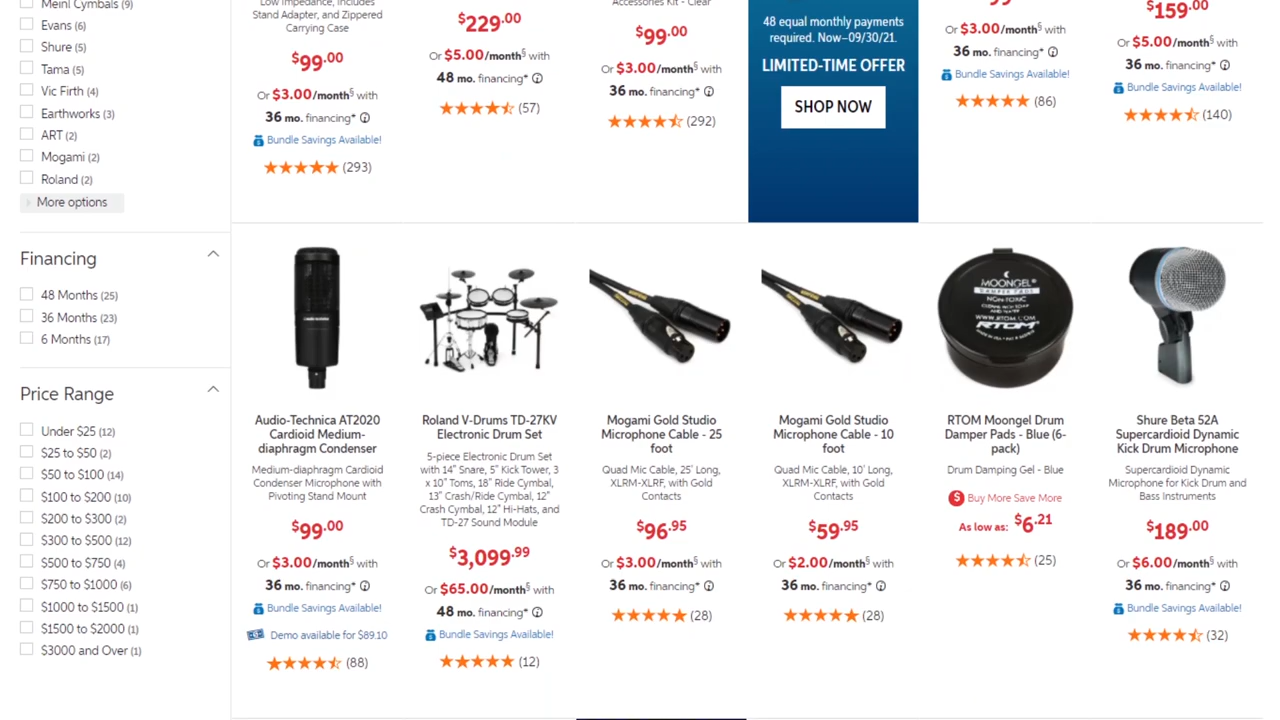 Meinl Cymbals (9)
Evans (6)
Shure (5)
Tama (5)
Vic Firth (4)
Earthworks (3)
ART (2)
Mogami (2)
Roland (2)
More options
Financing
48 Months (25)
36 Months (23)
6 Months (17)
Price Range
Under $25 (12)
$25 to $50 (2)
$50 to $100 (14)
$100 to $200 (10)
$200 to $300 (2)
$300 to $500 (12)
$500 to $750 (4)
$750 to $1000 (6)
$1000 to $1500 (1)
$1500 to $2000 (1)
$3000 and Over (1)
Low Impedance, Includes
Stand Adapter, and Zippered
Carrying Case
$99.00
Or $3.00/month§ with
36 mo. financing*
Bundle Savings Available!
(293)
$229.00
Or $5.00/month§ with
48 mo. financing*
(57)
Accessories Kit - Clear
$99.00
Or $3.00/month§ with
36 mo. financing*
(292)
48 equal monthly payments
required. Now–09/30/21.
LIMITED-TIME OFFER
SHOP NOW
Or $3.00/month§ with
36 mo. financing*
Bundle Savings Available!
(86)
$159.00
Or $5.00/month§ with
36 mo. financing*
Bundle Savings Available!
(140)
Audio-Technica AT2020
Cardioid Medium-
diaphragm Condenser
Medium-diaphragm Cardioid
Condenser Microphone with
Pivoting Stand Mount
$99.00
Or $3.00/month§ with
36 mo. financing*
Bundle Savings Available!
Demo available for $89.10
(88)
Roland V-Drums TD-27KV
Electronic Drum Set
5-piece Electronic Drum Set
with 14" Snare, 5" Kick Tower, 3
x 10" Toms, 18" Ride Cymbal,
13" Crash/Ride Cymbal, 12"
Crash Cymbal, 12" Hi-Hats, and
TD-27 Sound Module
$3,099.99
Or $65.00/month§ with
48 mo. financing*
Bundle Savings Available!
(12)
Mogami Gold Studio
Microphone Cable - 25
foot
Quad Mic Cable, 25' Long,
XLRM-XLRF, with Gold
Contacts
$96.95
Or $3.00/month§ with
36 mo. financing*
(28)
Mogami Gold Studio
Microphone Cable - 10
foot
Quad Mic Cable, 10' Long,
XLRM-XLRF, with Gold
Contacts
$59.95
Or $2.00/month§ with
36 mo. financing*
(28)
MOONGEL
DAMPER PADS
NON-TOXIC
RTOM
RTOM Moongel Drum
Damper Pads - Blue (6-
pack)
Drum Damping Gel - Blue
$ Buy More Save More
As low as: $6.21
(25)
Shure Beta 52A
Supercardioid Dynamic
Kick Drum Microphone
Supercardioid Dynamic
Microphone for Kick Drum and
Bass Instruments
$189.00
Or $6.00/month§ with
36 mo. financing*
Bundle Savings Available!
(32)